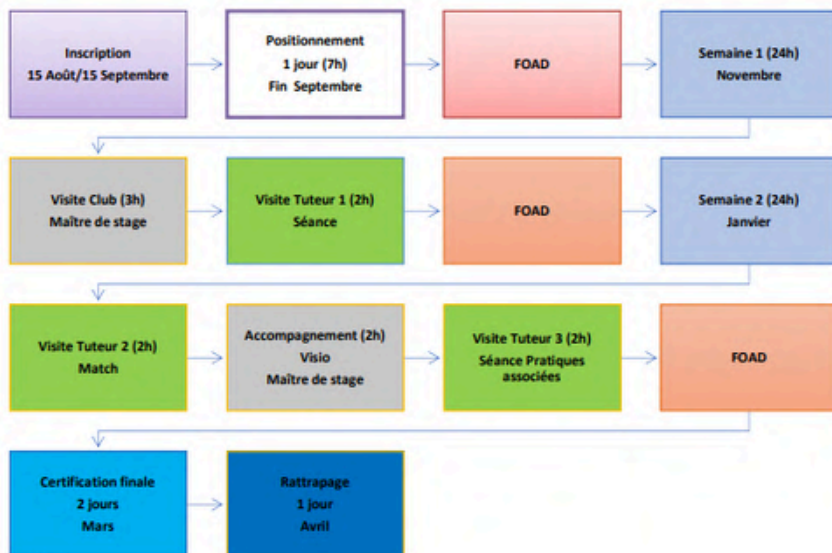 Inscription
15 Août/15 Septembre
Positionnement
1 jour (7h)
Fin Septembre
FOAD
Semaine 1 (24h)
Novembre
Visite Club (3h)
Maître de stage
Visite Tuteur 1 (2h)
Séance
FOAD
Semaine 2 (24h)
Janvier
Visite Tuteur 2 (2h)
Match
Accompagnement (2h)
Visio
Maître de stage
Visite Tuteur 3 (2h)
Séance Pratiques
associées
FOAD
Certification finale
2 jours
Mars
Rattrapage
1 jour
Avril